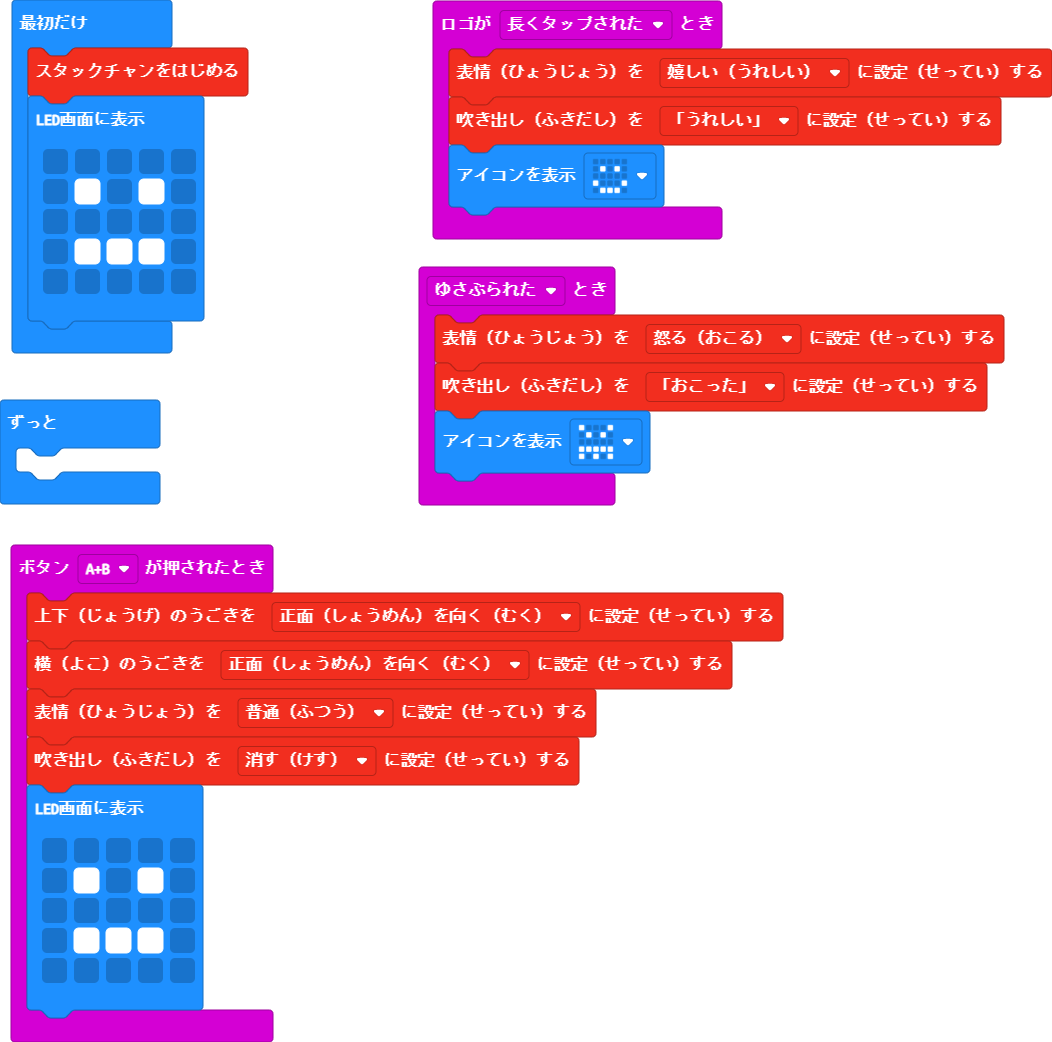 最初だけ
スタックチャンをはじめる
LED画面に表示
ずっと
ロゴが 長くタップされた とき
表情（ひょうじょう）を 嬉しい（うれしい） に設定（せってい）する
吹き出し（ふきだし）を 「うれしい」 に設定（せってい）する
アイコンを表示
ゆさぶられた とき
表情（ひょうじょう）を 怒る（おこる） に設定（せってい）する
吹き出し（ふきだし）を 「おこった」 に設定（せってい）する
アイコンを表示
ボタン A+B が押されたとき
上下（じょうげ）のうごきを 正面（しょうめん）を向く（むく） に設定（せってい）する
横（よこ）のうごきを 正面（しょうめん）を向く（むく） に設定（せってい）する
表情（ひょうじょう）を 普通（ふつう） に設定（せってい）する
吹き出し（ふきだし）を 消す（けす） に設定（せってい）する
LED画面に表示